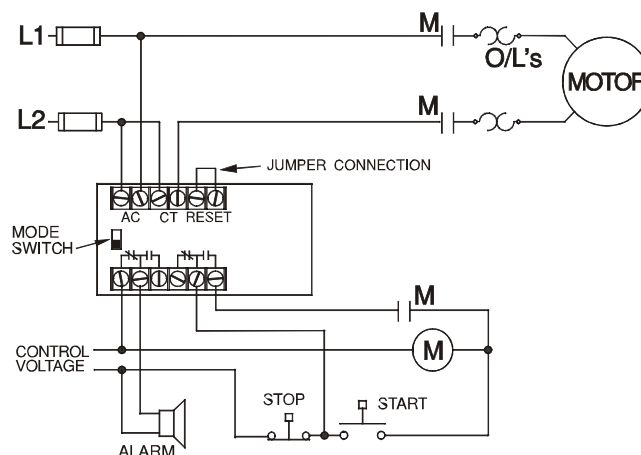 L1
M
O/L's
MOTOR
L2
M
JUMPER CONNECTION
AC CT RESET
MODE
SWITCH
M
CONTROL
VOLTAGE
M
STOP
START
ALARM